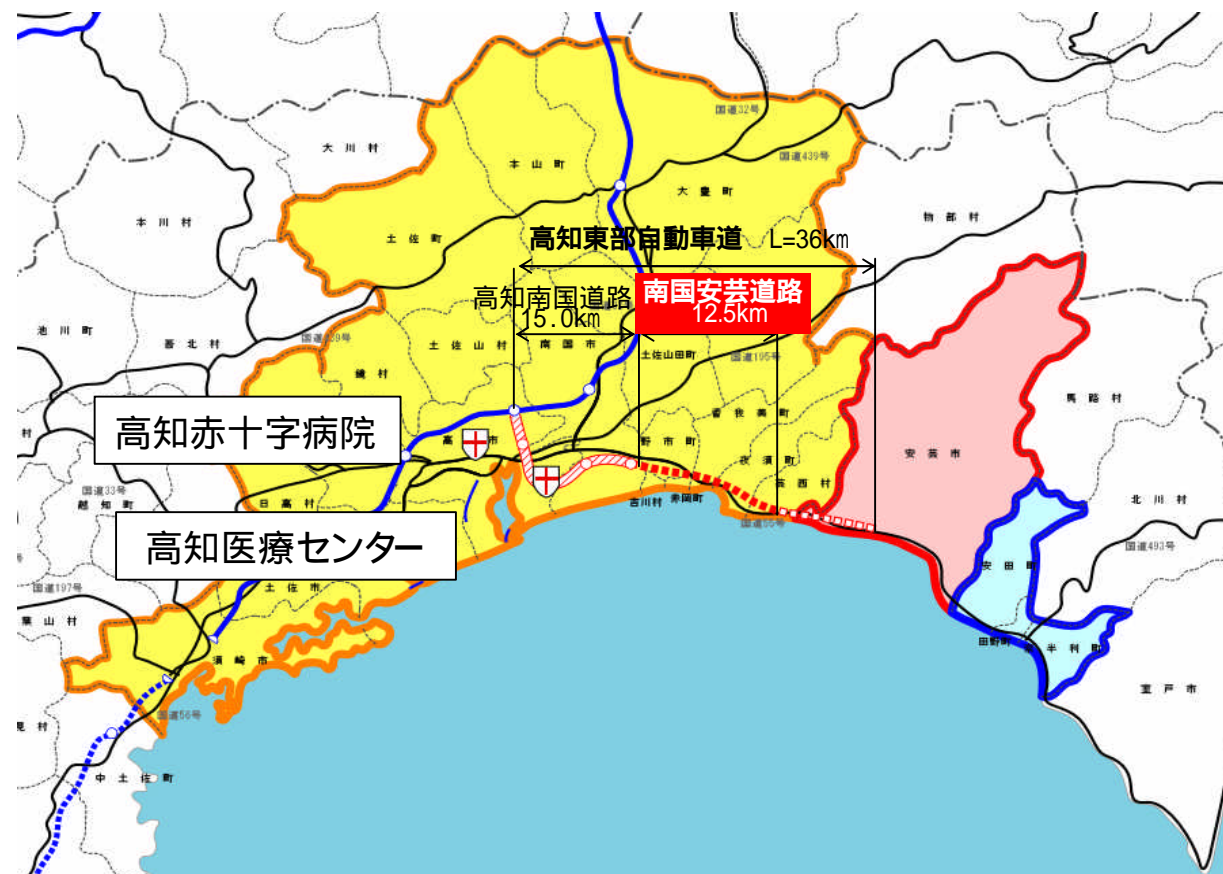 国道32号
大川村
本山町
国道439号
大豊町
本川村
物部村
土佐町
高知東部自動車道 L=36km
高知南国道路
15.0km
南国安芸道路
12.5km
池川町
吾北村
土佐山村
南国市
土佐山田町
国道195号
鏡村
香我美町
馬路村
高知赤十字病院
高
市
野市町
夜須町
芸西村
安芸市
国道33号
越知町
日高村
吉川村
赤岡町
国道55号
北川村
高知医療センター
国道493号
国道197号
土佐市
安田町
葉山村
田野町
半利町
須崎市
室戸市
国道56号
見村
中土佐町